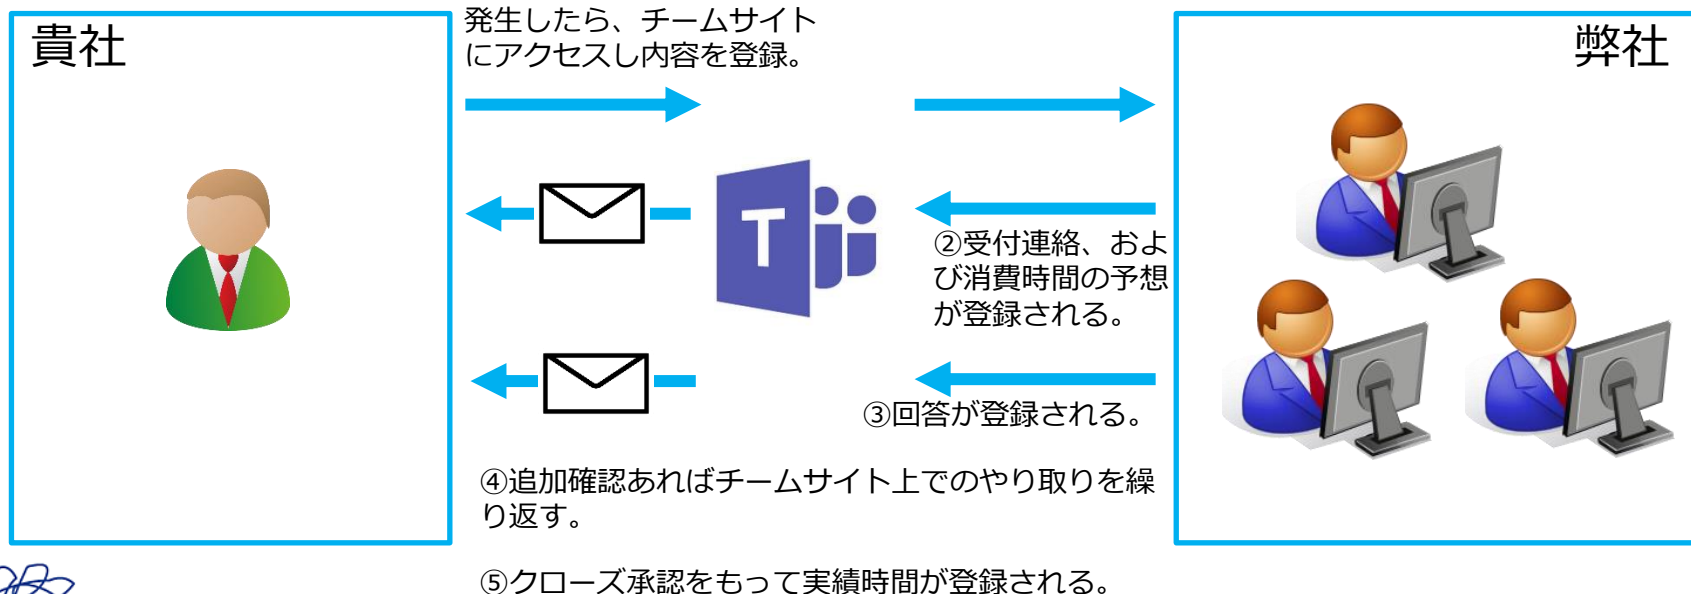 貴社
発生したら、チームサイト
にアクセスし内容を登録。
弊社
T
②受付連絡、およ
び消費時間の予想
が登録される。
③回答が登録される。
④追加確認あればチームサイト上でのやり取りを繰
り返す。
⑤クローズ承認をもって実績時間が登録される。